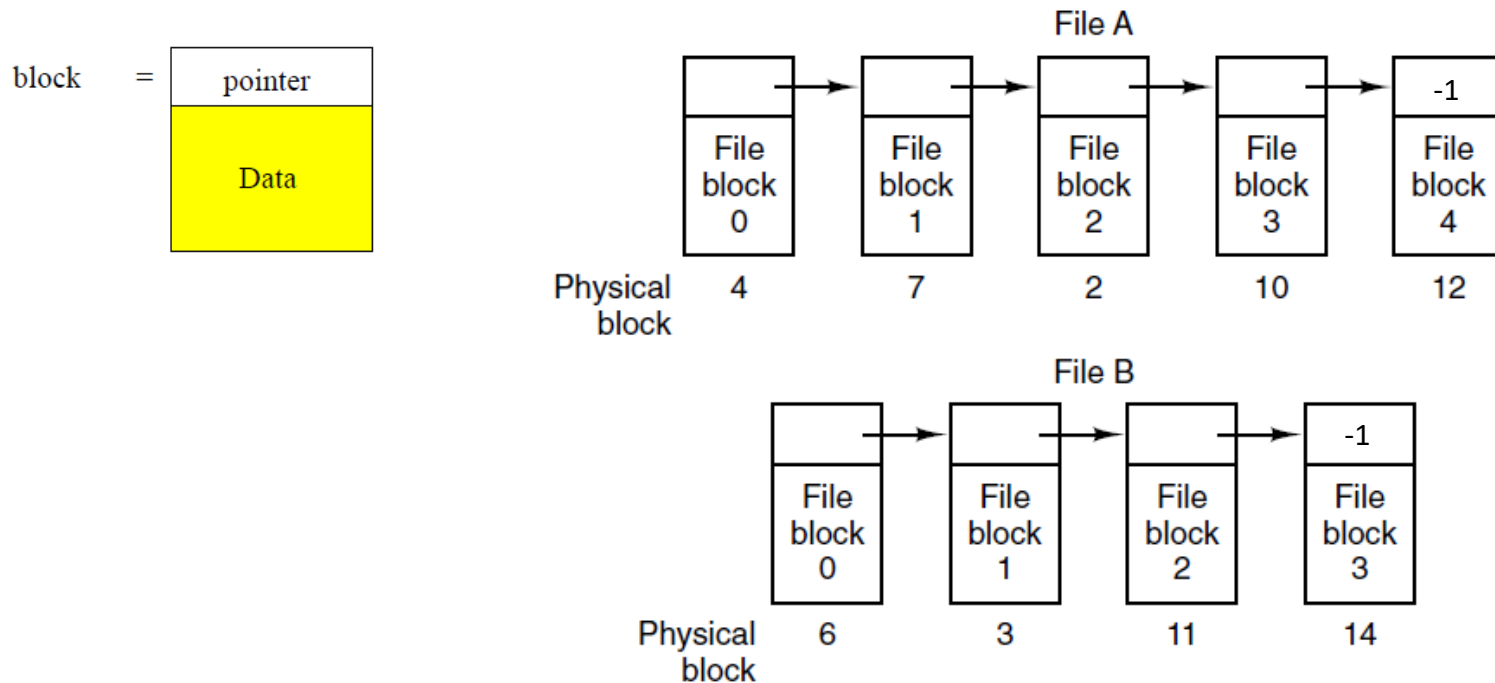 block = pointer
Data
File A
-1
File block 0
File block 1
File block 2
File block 3
File block 4
Physical block
4 7 2 10 12
File B
-1
File block 0
File block 1
File block 2
File block 3
Physical block
6 3 11 14